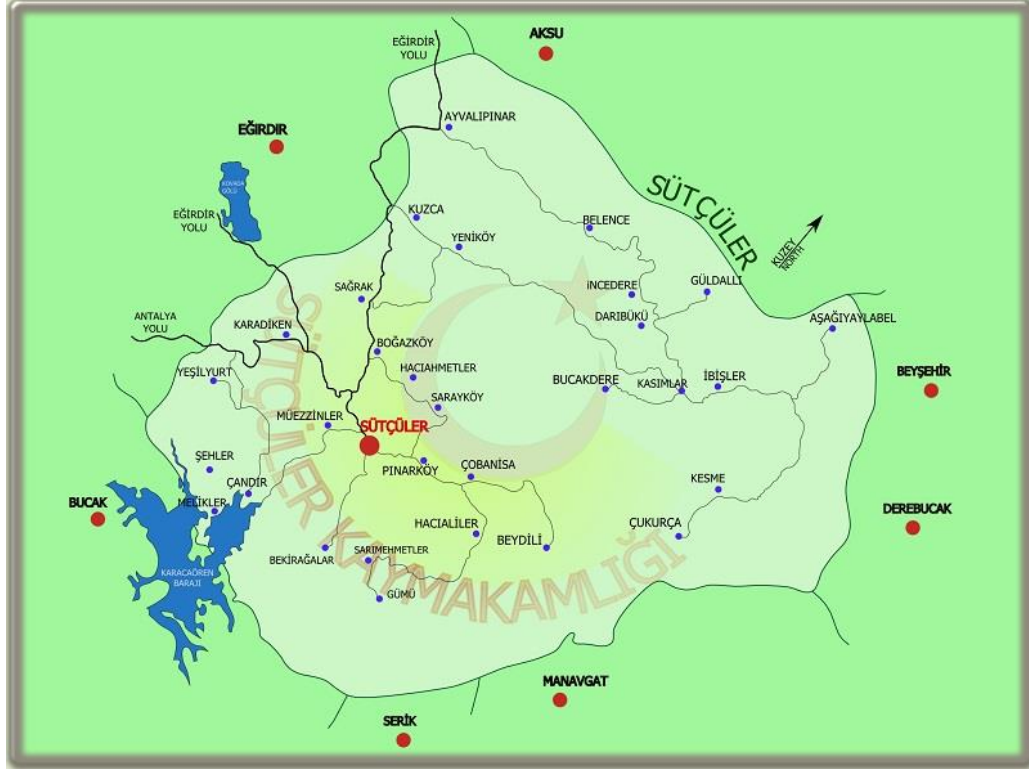 AKSU
EĞİRDİR
YOLU
AYVALIPINAR
EĞİRDİR
KOVADA
GÖLÜ
SÜTÇÜLER
EĞİRDİR
YOLU
KUZCA
BELENCE
YENİKÖY
KUZEY
NORTH
SAĞRAK
İNCEDERE
GÜLDALLI
ANTALYA
YOLU
KARADİKEN
DARIBÜKÜ
AŞAĞIYAYLABEL
BOĞAZKÖY
YEŞİLYURT
HACIAHMETLER
BUCAKDERE
KASIMLAR
İBİŞLER
BEYŞEHİR
SARAYKÖY
MÜEZZİNLER
SÜTÇÜLER
ŞEHLER
PINARKÖY
ÇOBANİSA
ÇANDIR
KESME
BUCAK
MELİKLER
HACIALİLER
BEYDİLİ
ÇUKURÇA
DEREBUCAK
BEKİRAĞALAR
SARIMEHMETLER
KARACAÖREN
BARAJI
GÜMÜ
SÜTÇÜLER KAYMAKAMLIĞI
MANAVGAT
SERİK